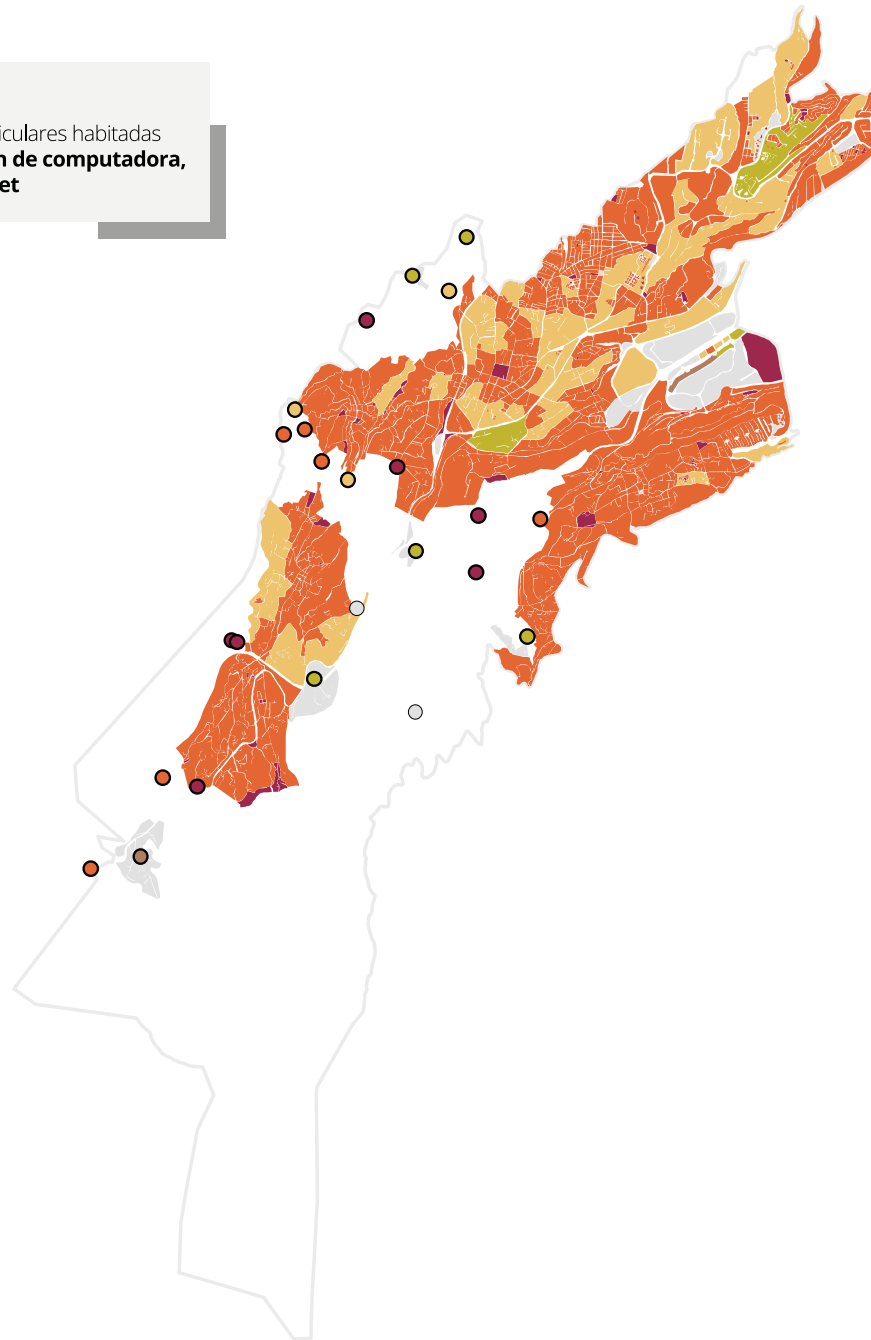 iculares habitadas
n de computadora,
et